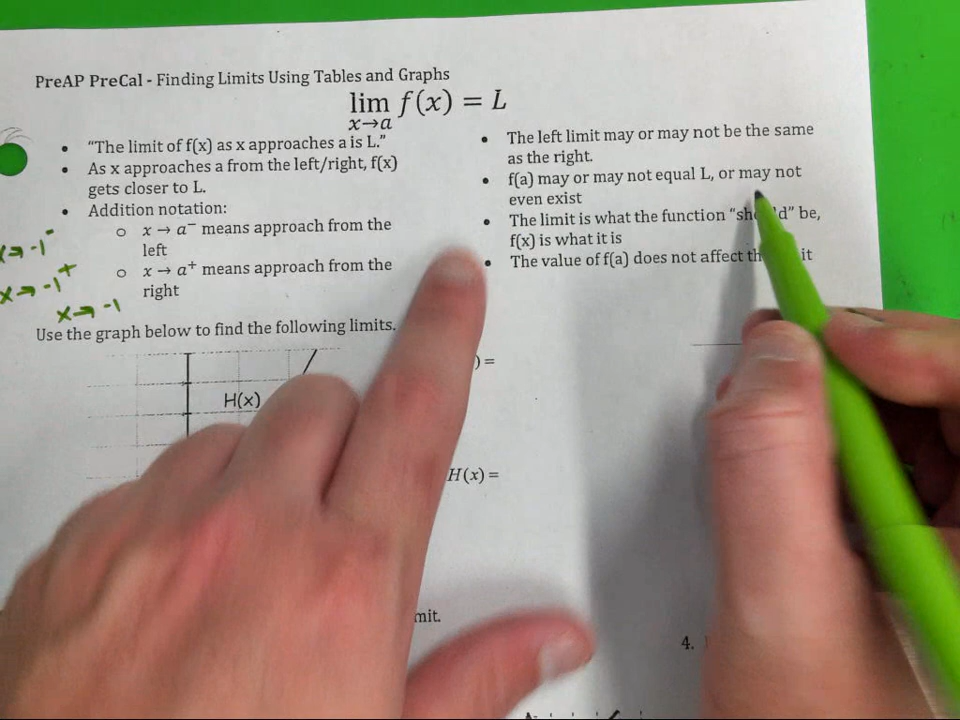 PreAP PreCal - Finding Limits Using Tables and Graphs
lim f(x) = L
x→a
"The limit of f(x) as x approaches a is L."
As x approaches a from the left/right, f(x)
gets closer to L.
Addition notation:
x → a⁻ means approach from the
left
x → a⁺ means approach from the
right
The left limit may or may not be the same
as the right.
f(a) may or may not equal L, or may not
even exist
The limit is what the function be,
f(x) is what it is
The value of f(a) does not affect
x→ -1⁻
x→ -1⁺
x→ -1
Use the graph below to find the following limits.
H(x)
) =
H(x) =
4.